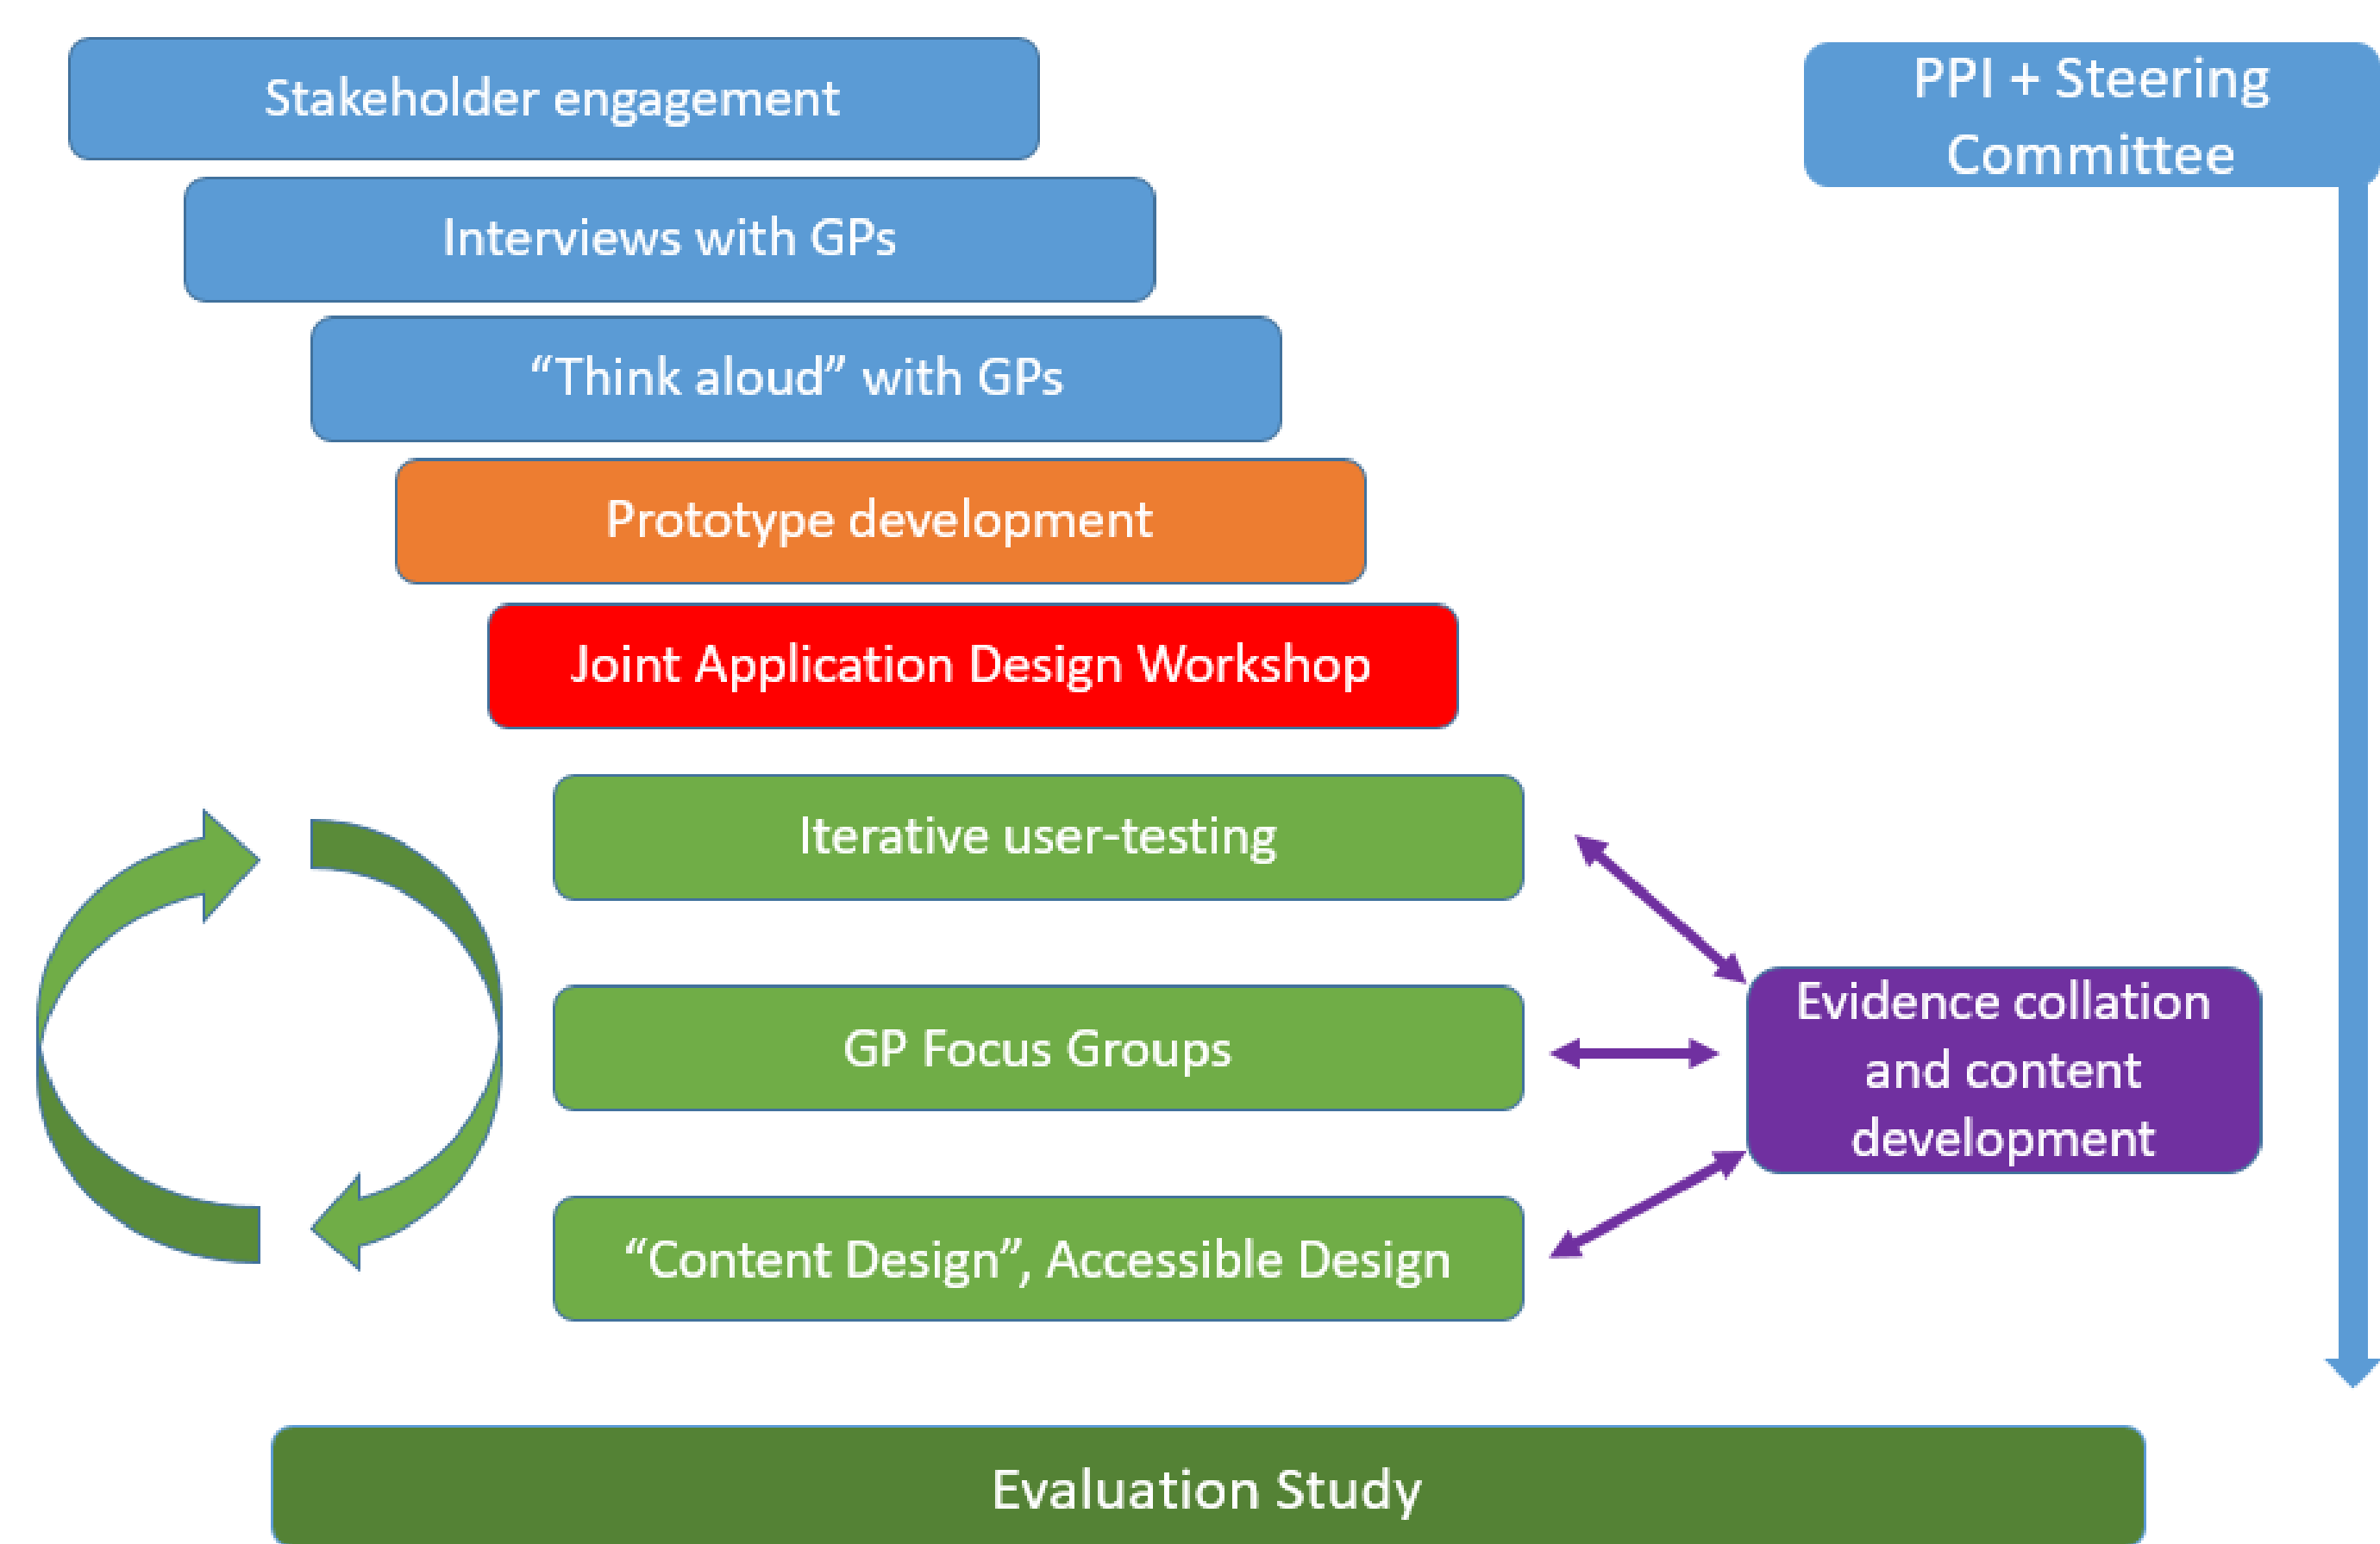 Stakeholder engagement
PPI + Steering
Committee
Interviews with GPs
“Think aloud” with GPs
Prototype development
Joint Application Design Workshop
Iterative user-testing
GP Focus Groups
Evidence collation
and content
development
“Content Design”, Accessible Design
Evaluation Study